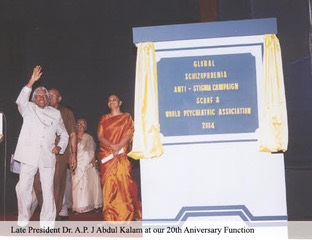 GLOBAL
SCHIZOPHRENIA
ANTI - STIGMA CAMPAIGN
SCARF &
WORLD PSYCHIATRIC ASSOCIATION
2004
Late President Dr. A.P. J Abdul Kalam at our 20th Aniversary Function